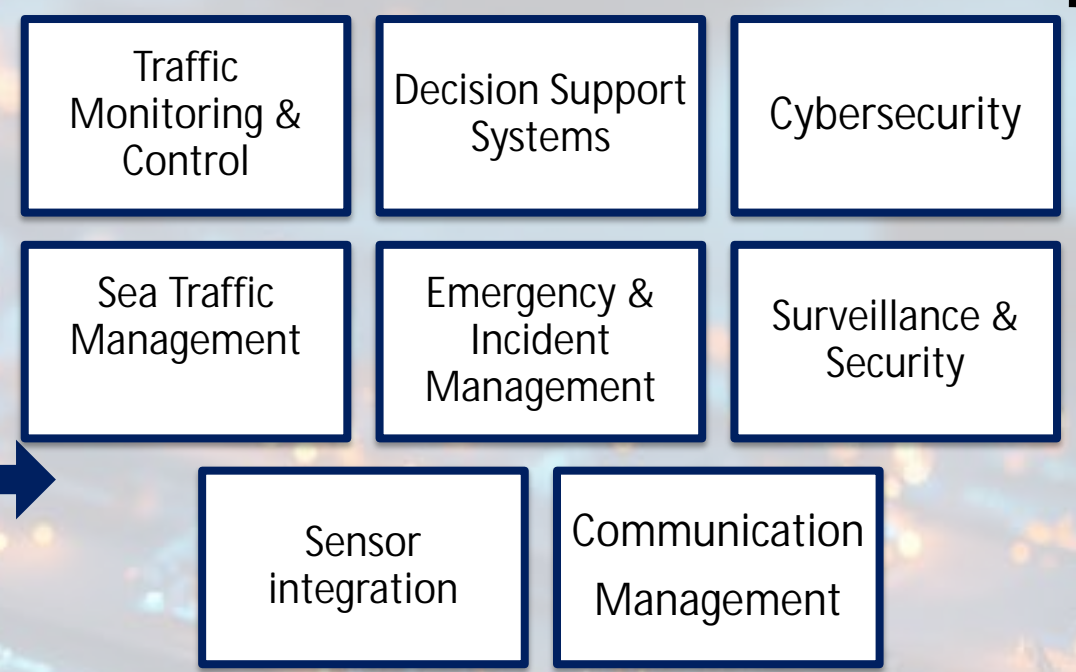 Traffic
Monitoring &
Control
Decision Support
Systems
Cybersecurity
Sea Traffic
Management
Emergency &
Incident
Management
Surveillance &
Security
Sensor
integration
Communication
Management